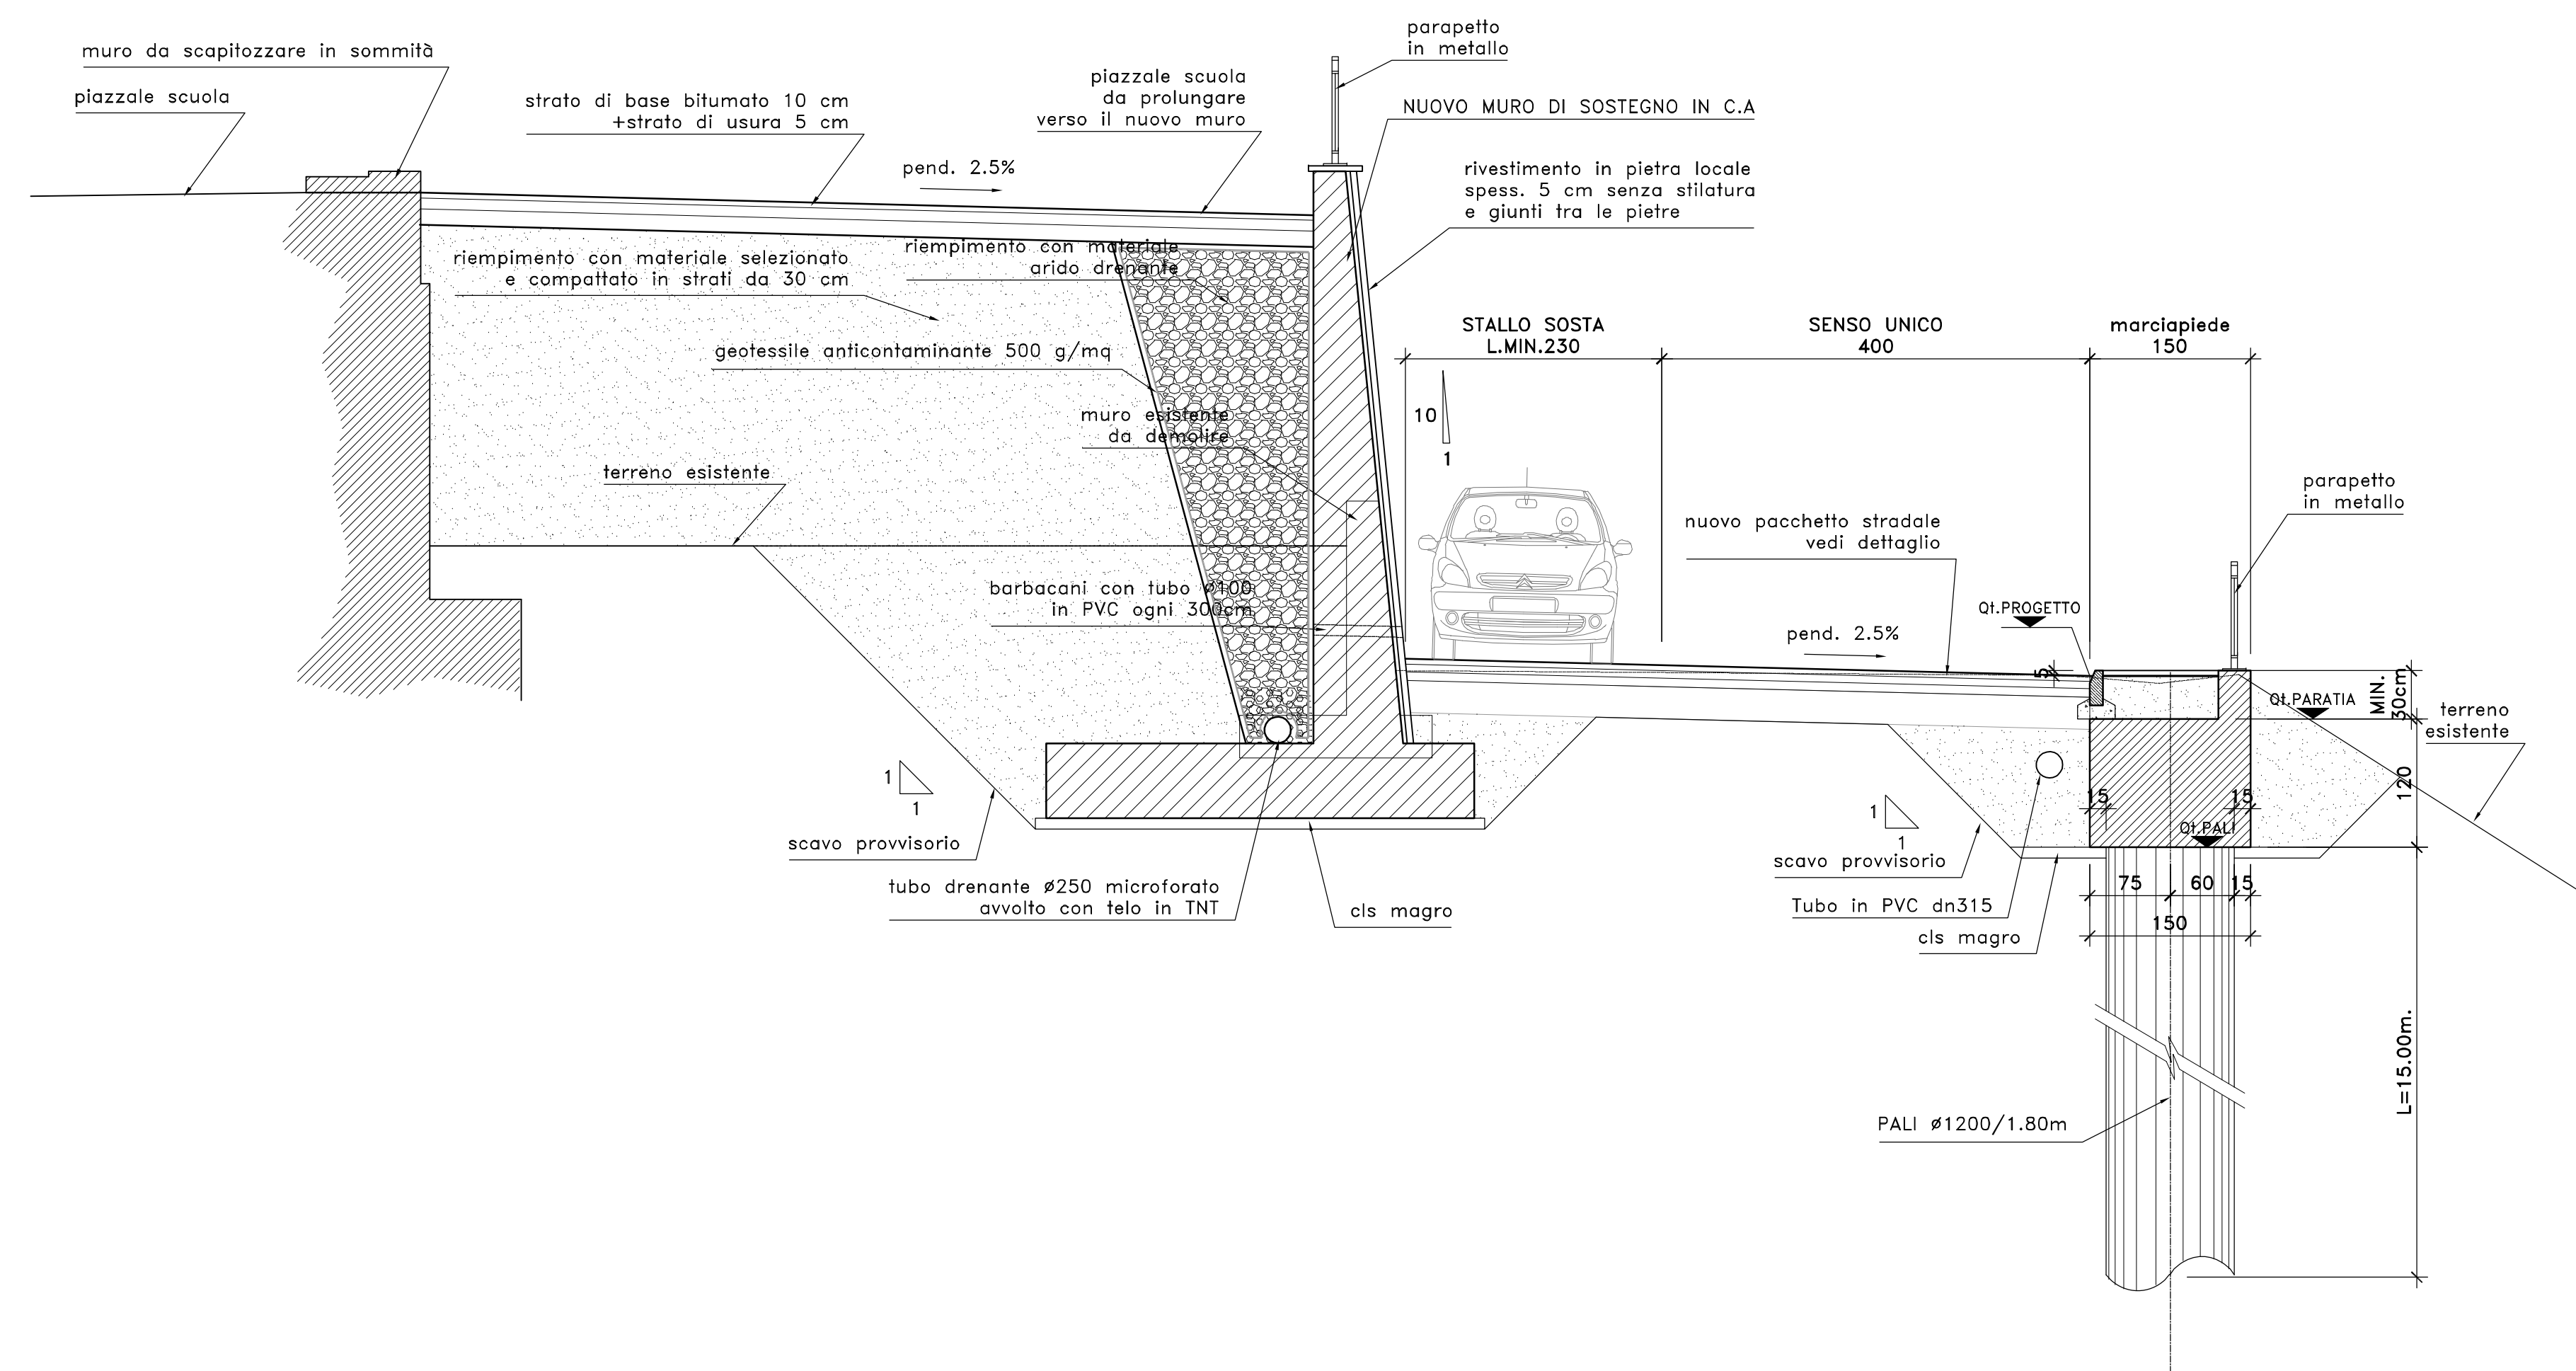 muro da scapitozzare in sommità
piazzale scuola
strato di base bitumato 10 cm
+strato di usura 5 cm
pend. 2.5%
piazzale scuola
da prolungare
verso il nuovo muro
parapetto
in metallo
NUOVO MURO DI SOSTEGNO IN C.A
rivestimento in pietra locale
spess. 5 cm senza stilatura
e giunti tra le pietre
riempimento con materiale selezionato
e compattato in strati da 30 cm
riempimento con materiale
arido drenante
geotessile anticontaminante 500 g/mq
muro esistente
da demolire
terreno esistente
barbacani con tubo ø100
in PVC ogni 300cm
STALLO SOSTA
L.MIN.230
SENSO UNICO
400
marciapiede
150
10
1
nuovo pacchetto stradale
vedi dettaglio
parapetto
in metallo
Qt.PROGETTO
pend. 2.5%
5
Qt.PARATIA
MIN.
30cm
terreno
esistente
1
1
scavo provvisorio
tubo drenante ø250 microforato
avvolto con telo in TNT
cls magro
1
1
scavo provvisorio
Tubo in PVC dn315
cls magro
15
15
Qt.PALI
120
75
60
15
150
L=15.00m.
PALI ø1200/1.80m